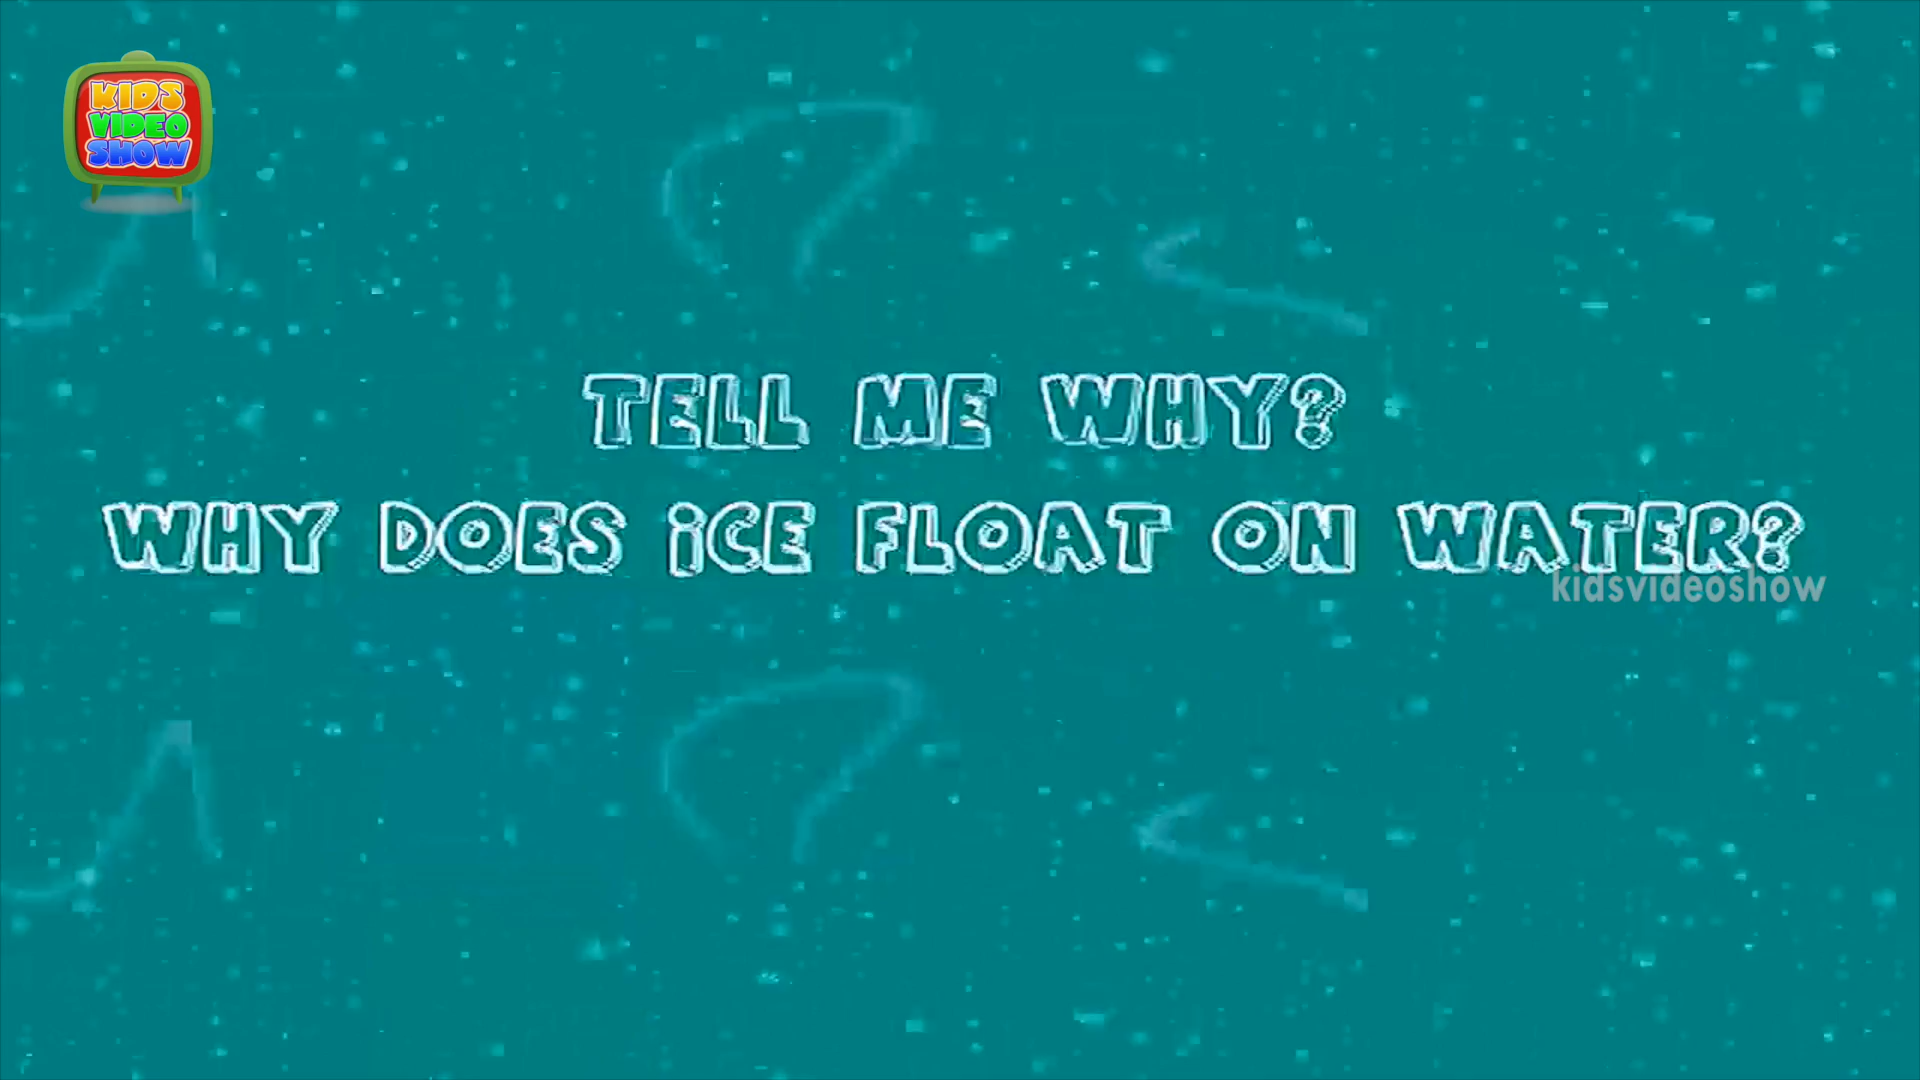 KIDS
VIDEO
SHOW
TELL ME WHY?
WHY DOES iCE FLOAT ON WATER?
kidsvideoshow